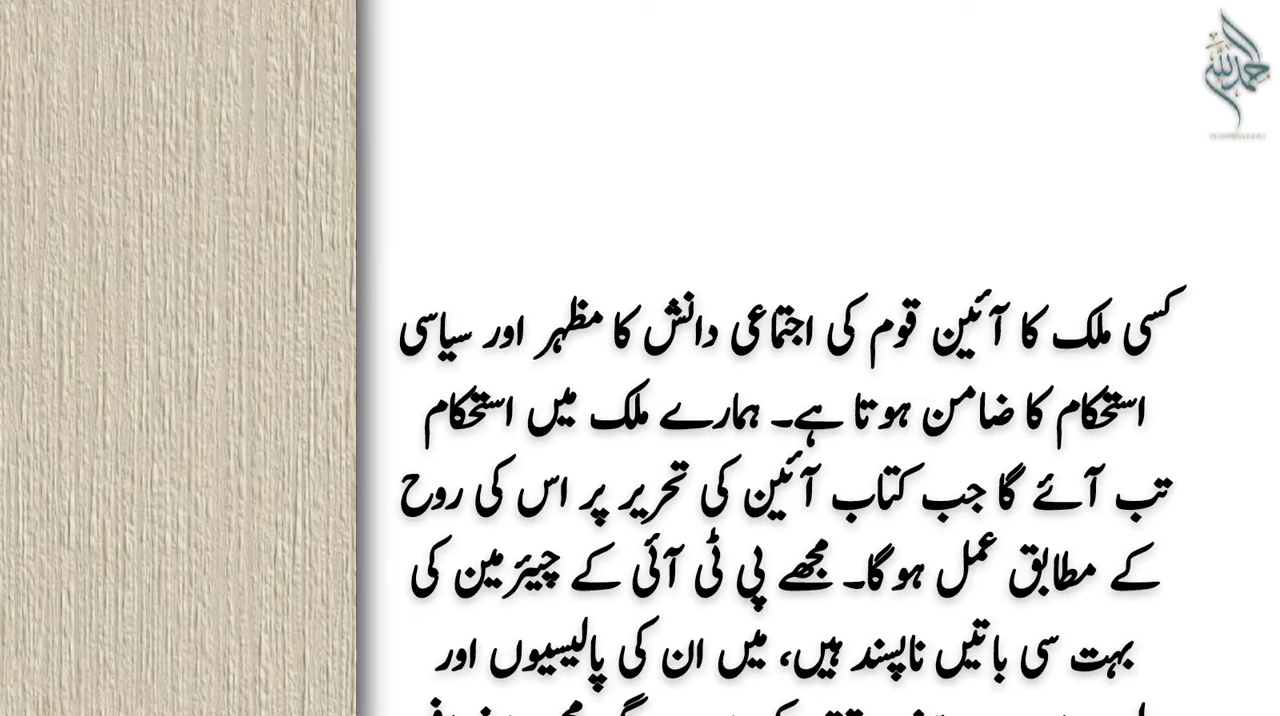 الحمدللہ
کسی ملک کا آئین قوم کی اجتماعی دانش کا مظہر اور سیاسی
استحکام کا ضامن ہوتا ہے۔ ہمارے ملک میں استحکام
تب آئے گا جب کتاب آئین کی تحریر پر اس کی روح
کے مطابق عمل ہوگا۔ مجھے پی ٹی آئی کے چیئرمین کی
بہت سی باتیں ناپسند ہیں، میں ان کی پالیسیوں اور